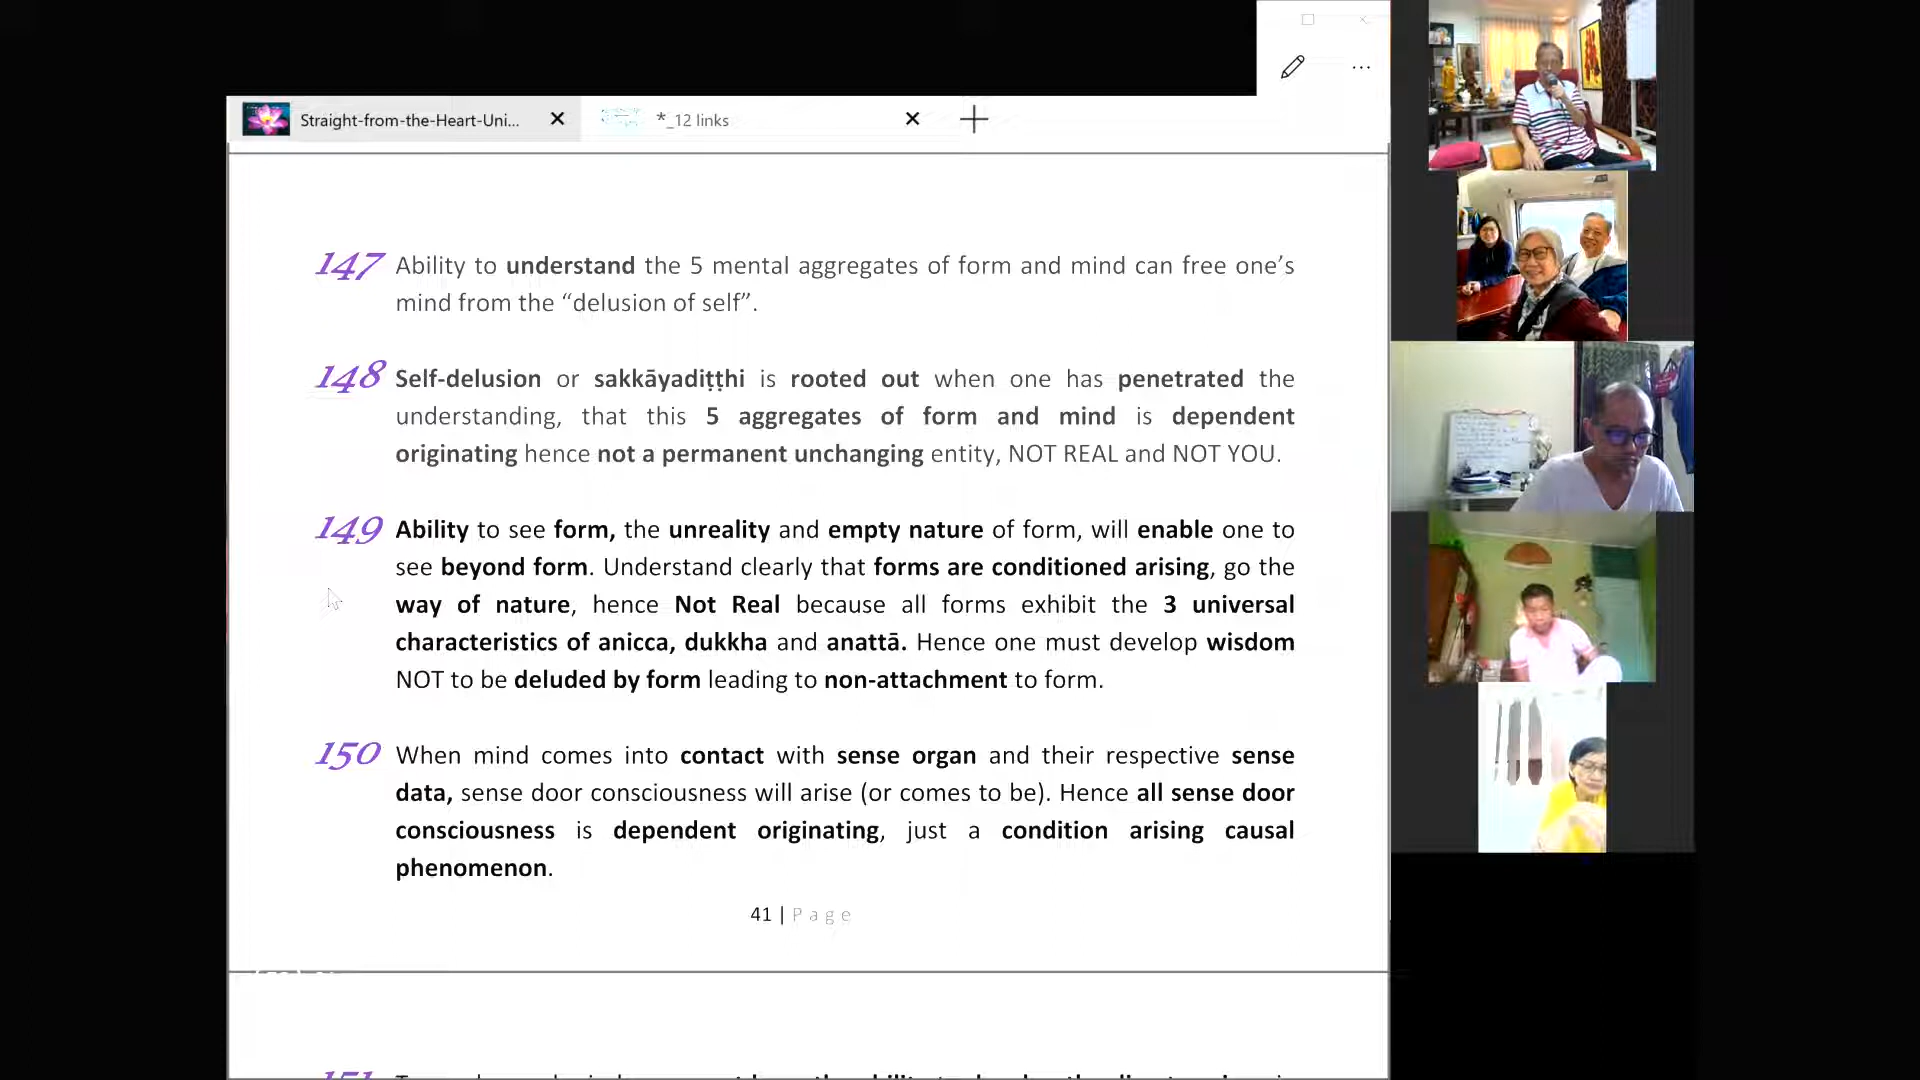 Straight-from-the-Heart-Uni...
*_12 links
147 Ability to understand the 5 mental aggregates of form and mind can free one’s
mind from the “delusion of self”.
148 Self-delusion or sakkāyadiṭṭhi is rooted out when one has penetrated the
understanding, that this 5 aggregates of form and mind is dependent
originating hence not a permanent unchanging entity, NOT REAL and NOT YOU.
149 Ability to see form, the unreality and empty nature of form, will enable one to
see beyond form. Understand clearly that forms are conditioned arising, go the
way of nature, hence Not Real because all forms exhibit the 3 universal
characteristics of anicca, dukkha and anattā. Hence one must develop wisdom
NOT to be deluded by form leading to non-attachment to form.
150 When mind comes into contact with sense organ and their respective sense
data, sense door consciousness will arise (or comes to be). Hence all sense door
consciousness is dependent originating, just a condition arising causal
phenomenon.
41 | Page
151